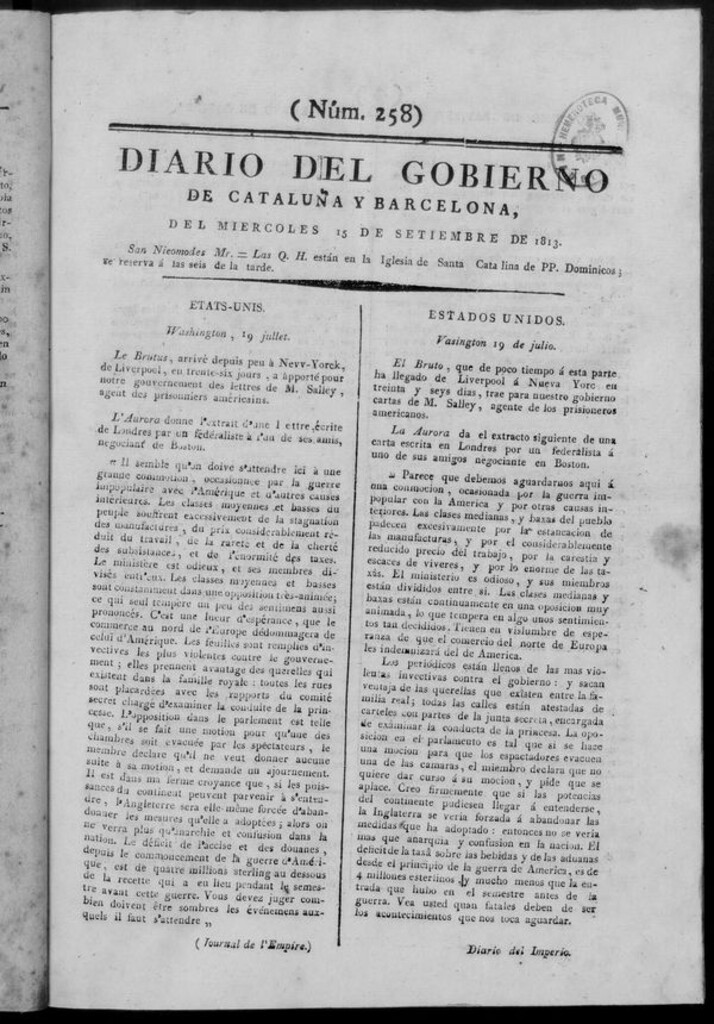 (Núm. 258)
HEMEROTECA MUN
DIARIO DEL GOBIERNO
DE CATALUÑA Y BARCELONA,
DEL MIERCOLES 15 DE SETIEMBRE DE 1813.
San Nicomodes Mr. = Las Q. H. están en la Iglesia de Santa Catalina de PP. Dominicos;
se reserva á las seis de la tarde.
ETATS-UNIS.
Washington, 19 jullet.
Le Brutus, arrivé depuis peu à Nevv-Yorck,
de Liverpool, en trente-six jours, a apporté pour
notre gouvernement des lettres de M. Salley,
agent des prisonniers américains.
L'Aurora donne l'extrait d'une lettre, écrite
de Londres par un fédéraliste à l'un de ses amis,
négociant de Boston.
„ Il semble qu'on doive s'attendre ici à une
grande commotion, occasionnée par la guerre
impopulaire avec l'Amérique et d'autres causes
intérieures. Les classes moyennes et basses du
peuple souffrent excessivement de la stagnation
des manufactures, du prix considérablement ré-
duit du travail, de la rareté et de la cherté
des subsistances, et de l'énormité des taxes.
Le ministère est odieux, et ses membres di-
visés entr'eux. Les classes moyennes et basses
sont constamment dans une opposition très-animée;
ce qui seul tempère un peu des sentimens aussi
prononcés. C'est une lueur d'espérance, que le
commerce au nord de l'Europe dédommagera de
celui d'Amérique. Les feuilles sont remplies d'in-
vectives les plus violentes contre le gouverne-
ment; elles prennent avantage des querelles qui
existent dans la famille royale: toutes les rues
sont placardées avec les rapports du comité
secret chargé d'examiner la conduite de la prin-
cesse. L'opposition dans le parlement est telle
que, s'il se fait une motion pour qu'une des
chambres soit évacuée par les spectateurs, le
membre declare qu'il ne veut donner aucune
suite à sa motion, et demande un ajournement.
Il est dans ma ferme croyance que, si les puis-
sances du continent peuvent parvenir à s'enten-
dre, l'Angleterre sera elle-même forcée d'aban-
donner les mesures qu'elle a adoptées; alors on
ne verra plus qu'anarchie et confusion dans la
nation. Le déficit de l'accise et des douanes,
depuis le commencement de la guerre d'Améri-
que, est de quatre millions sterling au dessous
de la recette qui a eu lieu pendant le semes-
tre avant cette guerre. Vous devez juger com-
bien doivent être sombres les événemens aux-
quels il faut s'attendre „
(Journal de l'Empire.)
ESTADOS UNIDOS.
Vasington 19 de julio.
El Bruto, que de poco tiempo á esta parte
ha llegado de Liverpool á Nueva Yorc en
treinta y seys dias, trae para nuestro gobierno
cartas de M. Salley, agente de los prisioneros
americanos.
La Aurora da el extracto siguiente de una
carta escrita en Londres por un federalista á
uno de sus amigos negociante en Boston.
„ Parece que debemos aguardarnos aqui á
una conmocion, ocasionada por la guerra im-
popular con la America y por otras causas in-
teriores. Las clases medianas, y baxas del pueblo
padecen excesivamente por la estancacion de
las manufacturas, y por el considerablemente
reducido precio del trabajo, por la carestia y
escaces de viveres, y por lo enorme de las ta-
xás. El ministerio es odioso, y sus miembros
están divididos entre si. Las clases medianas y
baxas están continuamente en una oposicion muy
animada, lo que tempera en algo unos sentimien-
tos tan decididos. Tienen en vislumbre de espe-
ranza de que el comercio del norte de Europa
les indemnizará del de America.
Los periódicos están llenos de las mas vio-
lentas invectivas contra el gobierno: y sacan
ventaja de las querellas que existen entre la fa-
milia real; todas las calles están atestadas de
carteles con partes de la junta secreta, encargada
de examinar la conducta de la princesa. La opo-
sicion en el parlamento es tal que si se hace
una mocion para que los espectadores evacuen
una de las camaras, el miembro declara que no
quiere dar curso á su mocion, y pide que se
aplace. Creo firmemente que si las potencias
del continente pudiesen llegar á entenderse,
la Inglaterra se veria forzada á abandonar las
medidas que ha adoptado: entonces no se veria
mas que anarquia y confusion en la nacion. El
deficit de la taxâ sobre las bebidas y de las aduanas
desde el principio de la guerra de America, es de
4 millones esterlinos y mucho menos que la en-
trada que hubo en el semestre antes de la
guerra. Vea usted quan fatales deben de ser
los acontecimientos que nos toca aguardar.
Diario del Imperio.